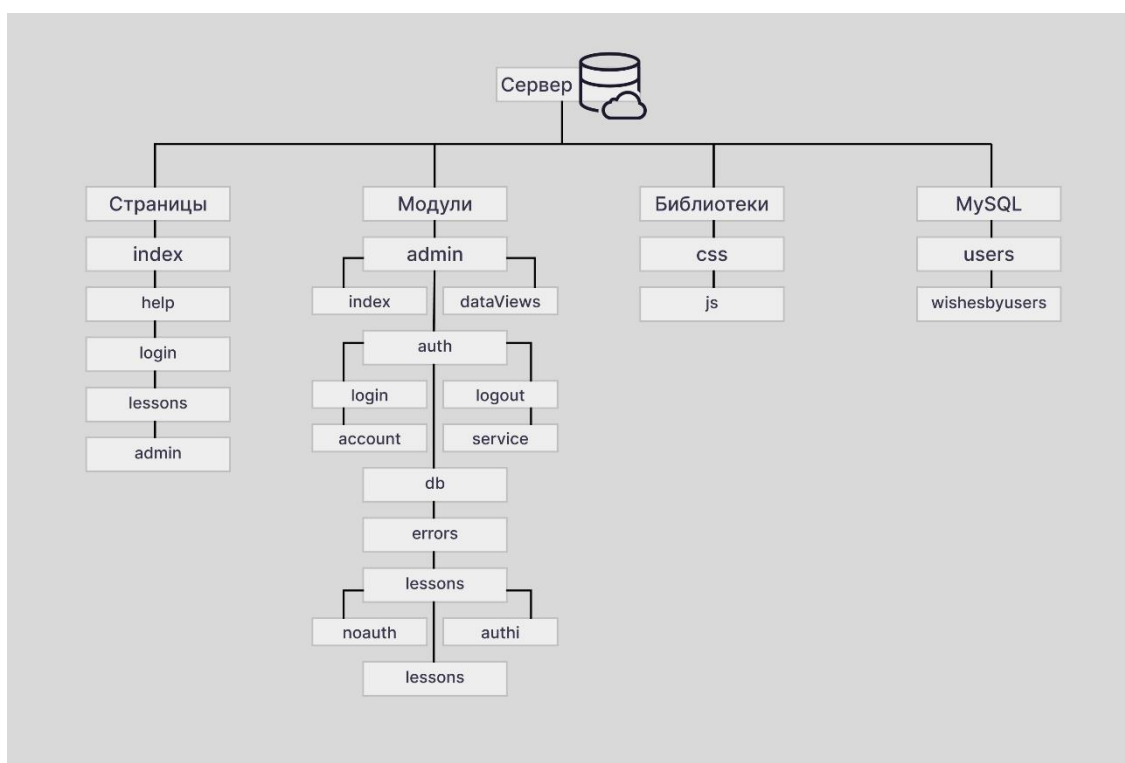 Сервер
Страницы
index
help
login
lessons
admin
Модули
admin
index
dataViews
auth
login
logout
account
service
db
errors
lessons
noauth
authi
lessons
Библиотеки
css
js
MySQL
users
wishesbyusers